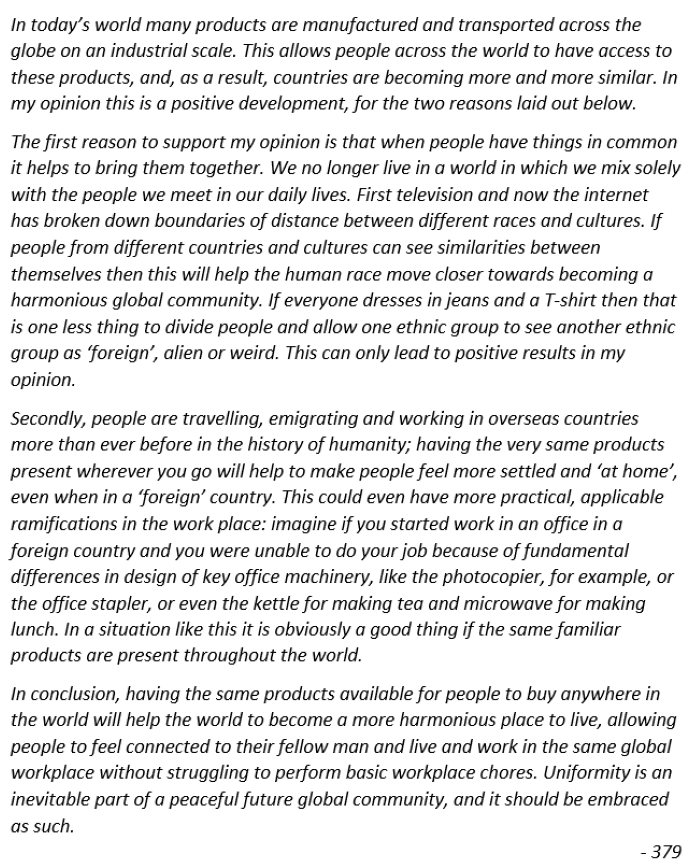 In today’s world many products are manufactured and transported across the
globe on an industrial scale. This allows people across the world to have access to
these products, and, as a result, countries are becoming more and more similar. In
my opinion this is a positive development, for the two reasons laid out below.
The first reason to support my opinion is that when people have things in common
it helps to bring them together. We no longer live in a world in which we mix solely
with the people we meet in our daily lives. First television and now the internet
has broken down boundaries of distance between different races and cultures. If
people from different countries and cultures can see similarities between
themselves then this will help the human race move closer towards becoming a
harmonious global community. If everyone dresses in jeans and a T-shirt then that
is one less thing to divide people and allow one ethnic group to see another ethnic
group as ‘foreign’, alien or weird. This can only lead to positive results in my
opinion.
Secondly, people are travelling, emigrating and working in overseas countries
more than ever before in the history of humanity; having the very same products
present wherever you go will help to make people feel more settled and ‘at home’,
even when in a ‘foreign’ country. This could even have more practical, applicable
ramifications in the work place: imagine if you started work in an office in a
foreign country and you were unable to do your job because of fundamental
differences in design of key office machinery, like the photocopier, for example, or
the office stapler, or even the kettle for making tea and microwave for making
lunch. In a situation like this it is obviously a good thing if the same familiar
products are present throughout the world.
In conclusion, having the same products available for people to buy anywhere in
the world will help the world to become a more harmonious place to live, allowing
people to feel connected to their fellow man and live and work in the same global
workplace without struggling to perform basic workplace chores. Uniformity is an
inevitable part of a peaceful future global community, and it should be embraced
as such.
- 379